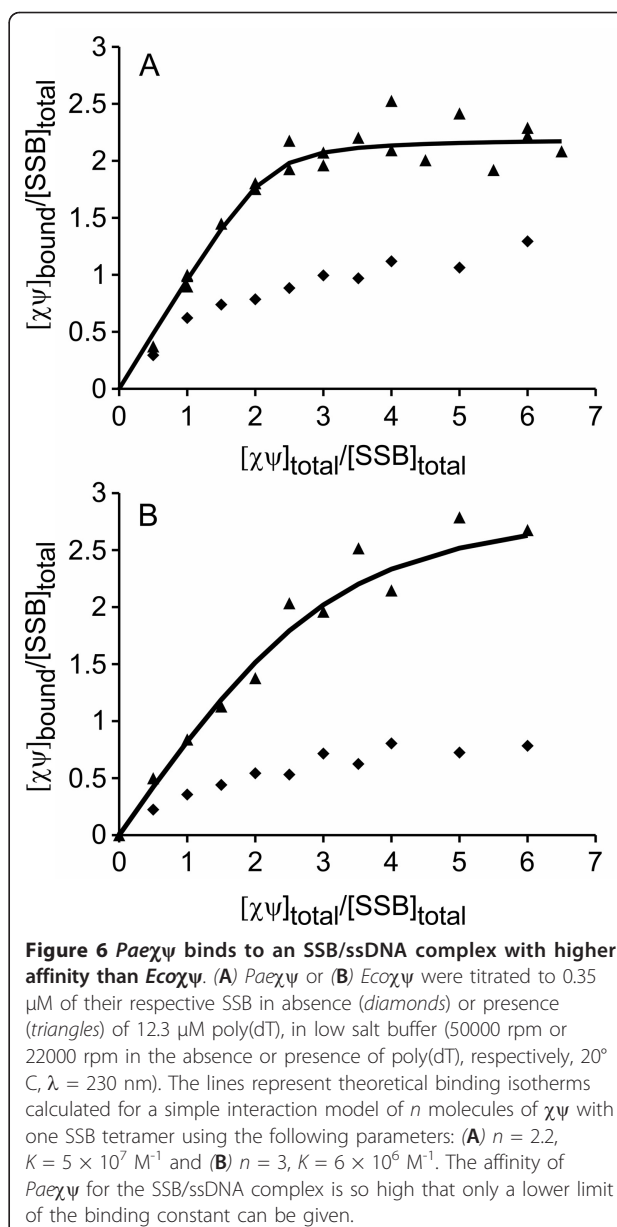 A
3
2.5
2
1.5
1
0.5
0
[χψ]bound/[SSB]total
0 1 2 3 4 5 6 7
[χψ]total/[SSB]total
B
3
2.5
2
1.5
1
0.5
0
[χψ]bound/[SSB]total
0 1 2 3 4 5 6 7
[χψ]total/[SSB]total
Figure 6 Paeχψ binds to an SSB/ssDNA complex with higher
affinity than Ecoχψ. (A) Paeχψ or (B) Ecoχψ were titrated to 0.35
μM of their respective SSB in absence (diamonds) or presence
(triangles) of 12.3 μM poly(dT), in low salt buffer (50000 rpm or
22000 rpm in the absence or presence of poly(dT), respectively, 20°
C, λ = 230 nm). The lines represent theoretical binding isotherms
calculated for a simple interaction model of n molecules of χψ with
one SSB tetramer using the following parameters: (A) n = 2.2,
K = 5 × 10⁷ M⁻¹ and (B) n = 3, K = 6 × 10⁶ M⁻¹. The affinity of
Paeχψ for the SSB/ssDNA complex is so high that only a lower limit
of the binding constant can be given.